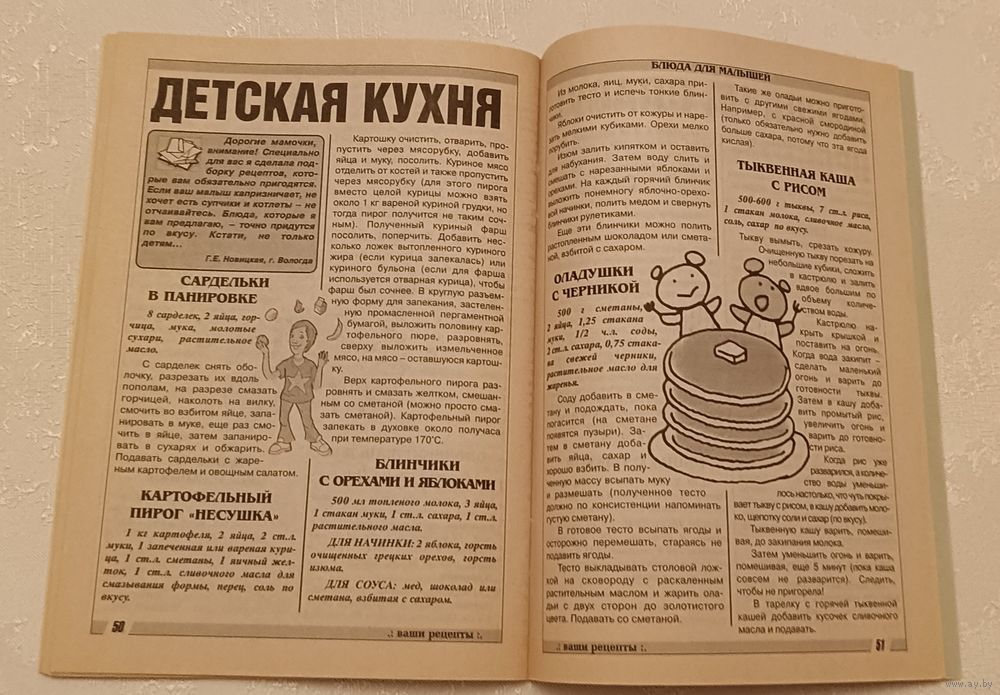 ДЕТСКАЯ КУХНЯ
Дорогие мамочки,
внимание! Специально
для вас я сделала под-
борку рецептов, кото-
рые вам обязательно пригодятся.
Если ваш малыш капризничает, не
хочет есть супчики и котлеты – не
отчаивайтесь. Блюда, которые я
вам предлагаю, – точно придутся
по вкусу. Кстати, не только
детям...
Г.Е. Новицкая, г. Вологда
САРДЕЛЬКИ
В ПАНИРОВКЕ
8 сарделек, 2 яйца, гор-
чица, мука, молотые
сухари, растительное
масло.
С сарделек снять обо-
лочку, разрезать их вдоль
пополам, на разрезе смазать
горчицей, наколоть на вилку,
смочить во взбитом яйце, запа-
нировать в муке, еще раз смо-
чить в яйце, затем запаниро-
вать в сухарях и обжарить.
Подавать сардельки с жаре-
ным картофелем и овощным салатом.
КАРТОФЕЛЬНЫЙ
ПИРОГ «НЕСУШКА»
1 кг картофеля, 2 яйца, 2 ст.л.
муки, 1 запеченная или вареная кури-
ца, 1 ст.л. сметаны, 1 яичный жел-
ток, 1 ст.л. сливочного масла для
смазывания формы, перец, соль по
вкусу.
Картошку очистить, отварить, про-
пустить через мясорубку, добавить
яйца и муку, посолить. Куриное мясо
отделить от костей и также пропустить
через мясорубку (для этого пирога
вместо целой курицы можно взять
около 1 кг вареной куриной грудки, но
тогда пирог получится не таким соч-
ным). Полученный куриный фарш
посолить, поперчить. Добавить нес-
колько ложек вытопленного куриного
жира (если курица запекалась) или
куриного бульона (если для фарша
используется отварная курица), чтобы
фарш был сочнее. В круглую разъем-
ную форму для запекания, застелен-
ную промасленной пергаментной
бумагой, выложить половину кар-
тофельного пюре, разровнять,
сверху выложить измельченное
мясо, на мясо – оставшуюся картош-
ку.
Верх картофельного пирога раз-
ровнять и смазать желтком, смешан-
ным со сметаной (можно просто сма-
зать сметаной). Картофельный пирог
запекать в духовке около получаса
при температуре 170°С.
БЛИНЧИКИ
С ОРЕХАМИ И ЯБЛОКАМИ
500 мл топленого молока, 3 яйца,
1 стакан муки, 1 ст.л. сахара, 1 ст.л.
растительного масла.
ДЛЯ НАЧИНКИ: 2 яблока, горсть
очищенных грецких орехов, горсть
изюма.
ДЛЯ СОУСА: мед, шоколад или
сметана, взбитая с сахаром.
50
.: ваши рецепты :.
БЛЮДА ДЛЯ МАЛЫШЕЙ
Из молока, яиц, муки, сахара при-
готовить тесто и испечь тонкие блин-
чики.
Яблоки очистить от кожуры и наре-
зать мелкими кубиками. Орехи мелко
порубить.
Изюм залить кипятком и оставить
для набухания. Затем воду слить и
смешать с нарезанными яблоками и
орехами. На каждый горячий блинчик
выложить понемногу яблочно-орехо-
вой начинки, полить медом и свернуть
блинчики рулетиками.
Еще эти блинчики можно полить
растопленным шоколадом или смета-
ной, взбитой с сахаром.
ОЛАДУШКИ
С ЧЕРНИКОЙ
500 г сметаны,
2 яйца, 1,25 стакана
муки, 1/2 ч.л. соды,
2 ст.л. сахара, 0,75 стака-
на свежей черники,
растительное масло для
жаренья.
Соду добавить в сме-
тану и подождать, пока
погасится (на сметане
появятся пузыри). За-
тем в сметану доба-
вить яйца, сахар и
хорошо взбить. В полу-
ченную массу всыпать муку
и размешать (полученное тесто
должно по консистенции напоминать
густую сметану).
В готовое тесто всыпать ягоды и
осторожно перемешать, стараясь не
подавить ягоды.
Тесто выкладывать столовой лож-
кой на сковороду с раскаленным
растительным маслом и жарить ола-
дьи с двух сторон до золотистого
цвета. Подавать со сметаной.
Такие же оладьи можно пригото-
вить с другими свежими ягодами.
Например, с красной смородиной
(только обязательно нужно добавить
больше сахара, потому что эта ягода
кислая).
ТЫКВЕННАЯ КАША
С РИСОМ
500-600 г тыквы, 7 ст.л. риса,
1 стакан молока, сливочное масло,
соль, сахар по вкусу.
Тыкву вымыть, срезать кожуру.
Очищенную тыкву порезать на
небольшие кубики, сложить
в кастрюлю и залить
вдвое большим по
объему количе-
ством воды.
Кастрюлю на-
крыть крышкой и
поставить на огонь.
Когда вода закипит –
сделать маленький
огонь и варить до
готовности тыквы.
Затем в кашу доба-
вить промытый рис,
увеличить огонь и
варить до готовно-
сти риса.
Когда рис уже
разварился, а количе-
ство воды уменьши-
лось настолько, что чуть покры-
вает тыкву с рисом, в кашу добавить моло-
ко, щепотку соли и сахар (по вкусу).
Тыквенную кашу варить, помеши-
вая, до закипания молока.
Затем уменьшить огонь и варить,
помешивая, еще 5 минут (пока каша
совсем не разварится). Следить,
чтобы не пригорела!
В тарелку с горячей тыквенной
кашей добавить кусочек сливочного
масла и подавать.
.: ваши рецепты :.
51
www.ay.by